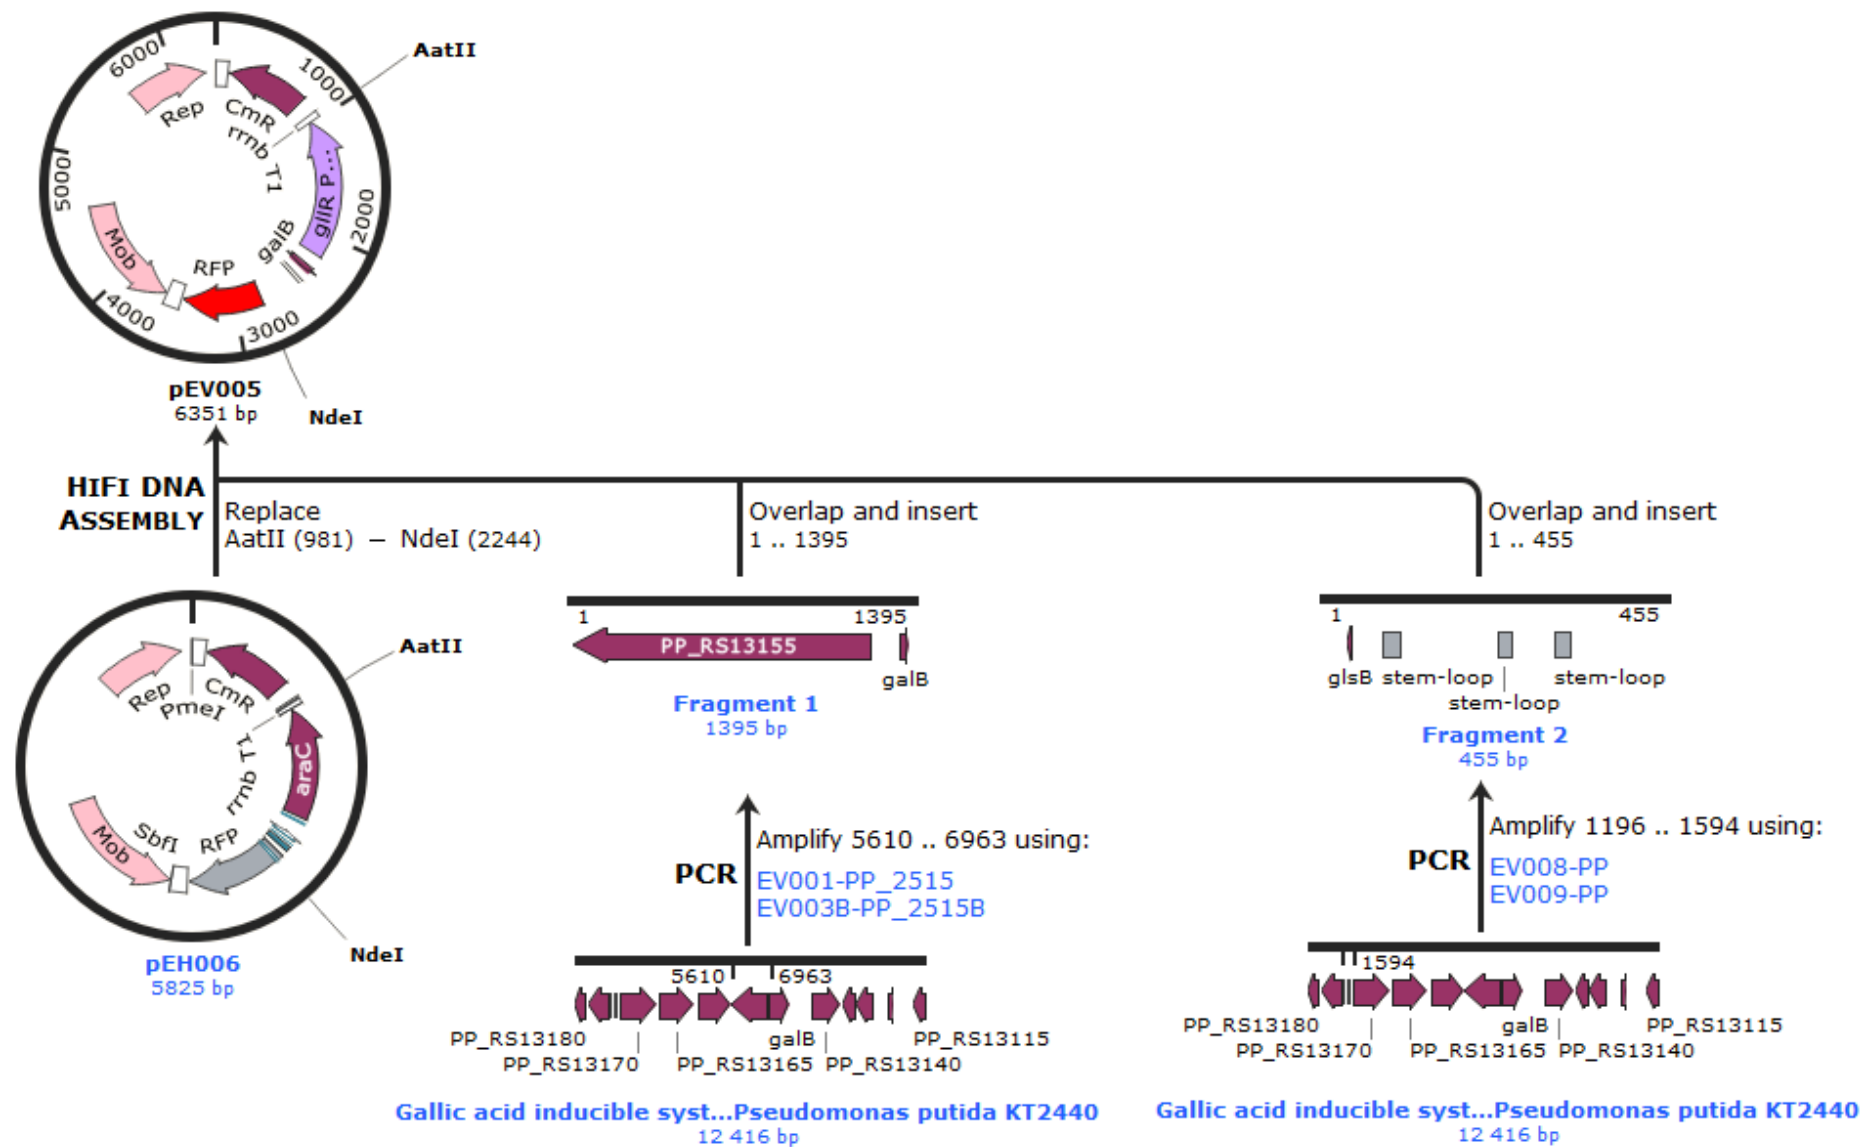 6000
1000
AatII
Rep
CmR
rrnb T1
gllR P...
5000
2000
galB
Mob
RFP
4000
3000
pEV005
6351 bp
NdeI
HIFI DNA
ASSEMBLY
Replace
AatII (981) – NdeI (2244)
Overlap and insert
1 .. 1395
Overlap and insert
1 .. 455
AatII
Rep
PmeI
CmR
rrnb T1
araC
Mob
SbfI
RFP
NdeI
pEH006
5825 bp
1 1395
PP_RS13155
galB
Fragment 1
1395 bp
1 455
glsB stem-loop stem-loop
stem-loop
Fragment 2
455 bp
PCR
Amplify 5610 .. 6963 using:
EV001-PP_2515
EV003B-PP_2515B
PCR
Amplify 1196 .. 1594 using:
EV008-PP
EV009-PP
5610 6963
PP_RS13180 galB PP_RS13115
PP_RS13170 PP_RS13165 PP_RS13140
Gallic acid inducible syst...Pseudomonas putida KT2440
12 416 bp
1594
PP_RS13180 galB PP_RS13115
PP_RS13170 PP_RS13165 PP_RS13140
Gallic acid inducible syst...Pseudomonas putida KT2440
12 416 bp